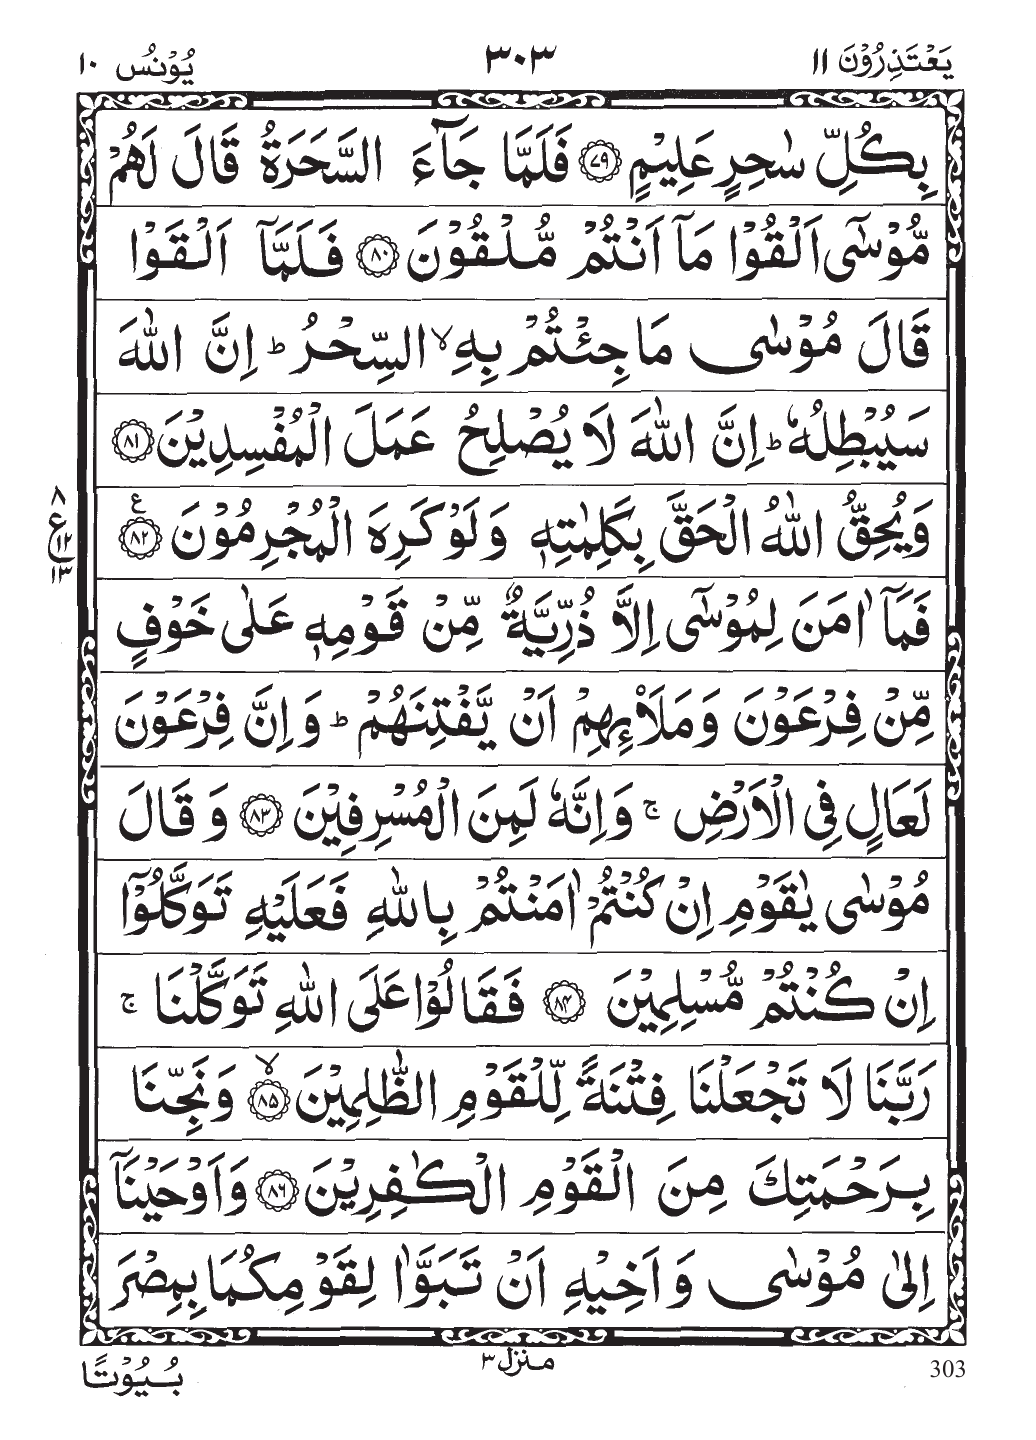 يَعْتَذِرُوْنَ ١١
٣٠٣
يُوْنُس ١٠
بِكُلِّ سٰحِرٍ عَلِيْمٍ ﴿٧٩﴾ فَلَمَّا جَآءَ السَّحَرَةُ قَالَ لَهُمْ
مُّوْسٰٓى اَلْقُوْا مَآ اَنْتُمْ مُّلْقُوْنَ ﴿٨٠﴾ فَلَمَّآ اَلْقَوْا
قَالَ مُوْسٰى مَا جِئْتُمْ بِهِ ۙ السِّحْرُ ؕ اِنَّ اللّٰهَ
سَيُبْطِلُهٗ ؕ اِنَّ اللّٰهَ لَا يُصْلِحُ عَمَلَ الْمُفْسِدِيْنَ ﴿٨١﴾
وَيُحِقُّ اللّٰهُ الْحَقَّ بِكَلِمٰتِهٖ وَلَوْ كَرِهَ الْمُجْرِمُوْنَ ﴿٨٢﴾ ع
٨
ع
١٢
١٣
فَمَآ اٰمَنَ لِمُوْسٰٓى اِلَّا ذُرِّيَّةٌ مِّنْ قَوْمِهٖ عَلٰى خَوْفٍ
مِّنْ فِرْعَوْنَ وَمَلَا۟ئِهِمْ اَنْ يَّفْتِنَهُمْ ؕ وَاِنَّ فِرْعَوْنَ
لَعَالٍ فِى الْاَرْضِ ۚ وَاِنَّهٗ لَمِنَ الْمُسْرِفِيْنَ ﴿٨٣﴾ وَقَالَ
مُوْسٰى يٰقَوْمِ اِنْ كُنْتُمْ اٰمَنْتُمْ بِاللّٰهِ فَعَلَيْهِ تَوَكَّلُوْٓا
اِنْ كُنْتُمْ مُّسْلِمِيْنَ ﴿٨٤﴾ فَقَالُوْا عَلَى اللّٰهِ تَوَكَّلْنَا ۚ
رَبَّنَا لَا تَجْعَلْنَا فِتْنَةً لِّلْقَوْمِ الظّٰلِمِيْنَ ﴿٨٥﴾ ۙ وَنَجِّنَا
بِرَحْمَتِكَ مِنَ الْقَوْمِ الْكٰفِرِيْنَ ﴿٨٦﴾ وَاَوْحَيْنَآ
اِلٰى مُوْسٰى وَاَخِيْهِ اَنْ تَبَوَّاٰ لِقَوْمِكُمَا بِمِصْرَ
303
منزل ٣
بُيُوْتًا